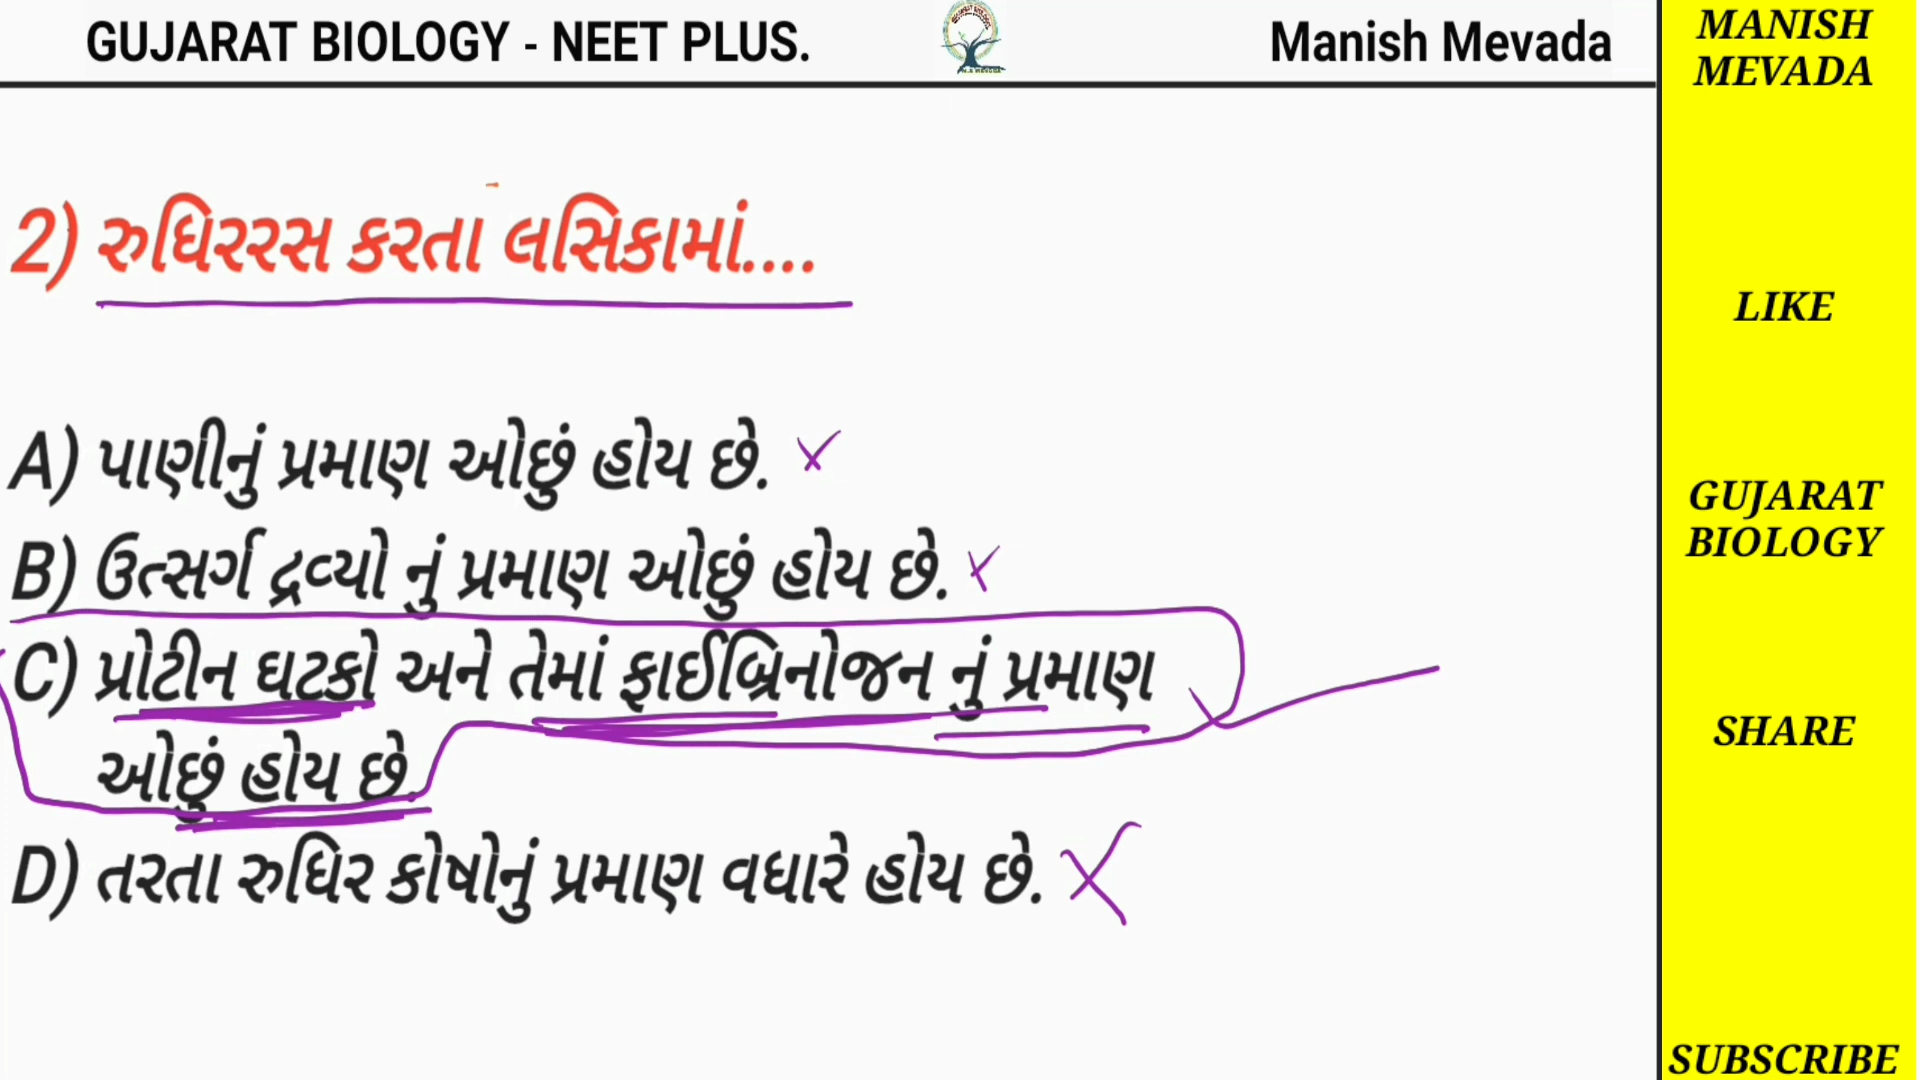 GUJARAT BIOLOGY - NEET PLUS.
Manish Mevada
2) રુધિરરસ કરતા લસિકામાં....
A) પાણીનું પ્રમાણ ઓછું હોય છે.
B) ઉત્સર્ગ દ્રવ્યો નું પ્રમાણ ઓછું હોય છે.
C) પ્રોટીન ઘટકો અને તેમાં ફાઈબ્રિનોજન નું પ્રમાણ
ઓછું હોય છે.
D) તરતા રુધિર કોષોનું પ્રમાણ વધારે હોય છે.
MANISH
MEVADA
LIKE
GUJARAT
BIOLOGY
SHARE
SUBSCRIBE